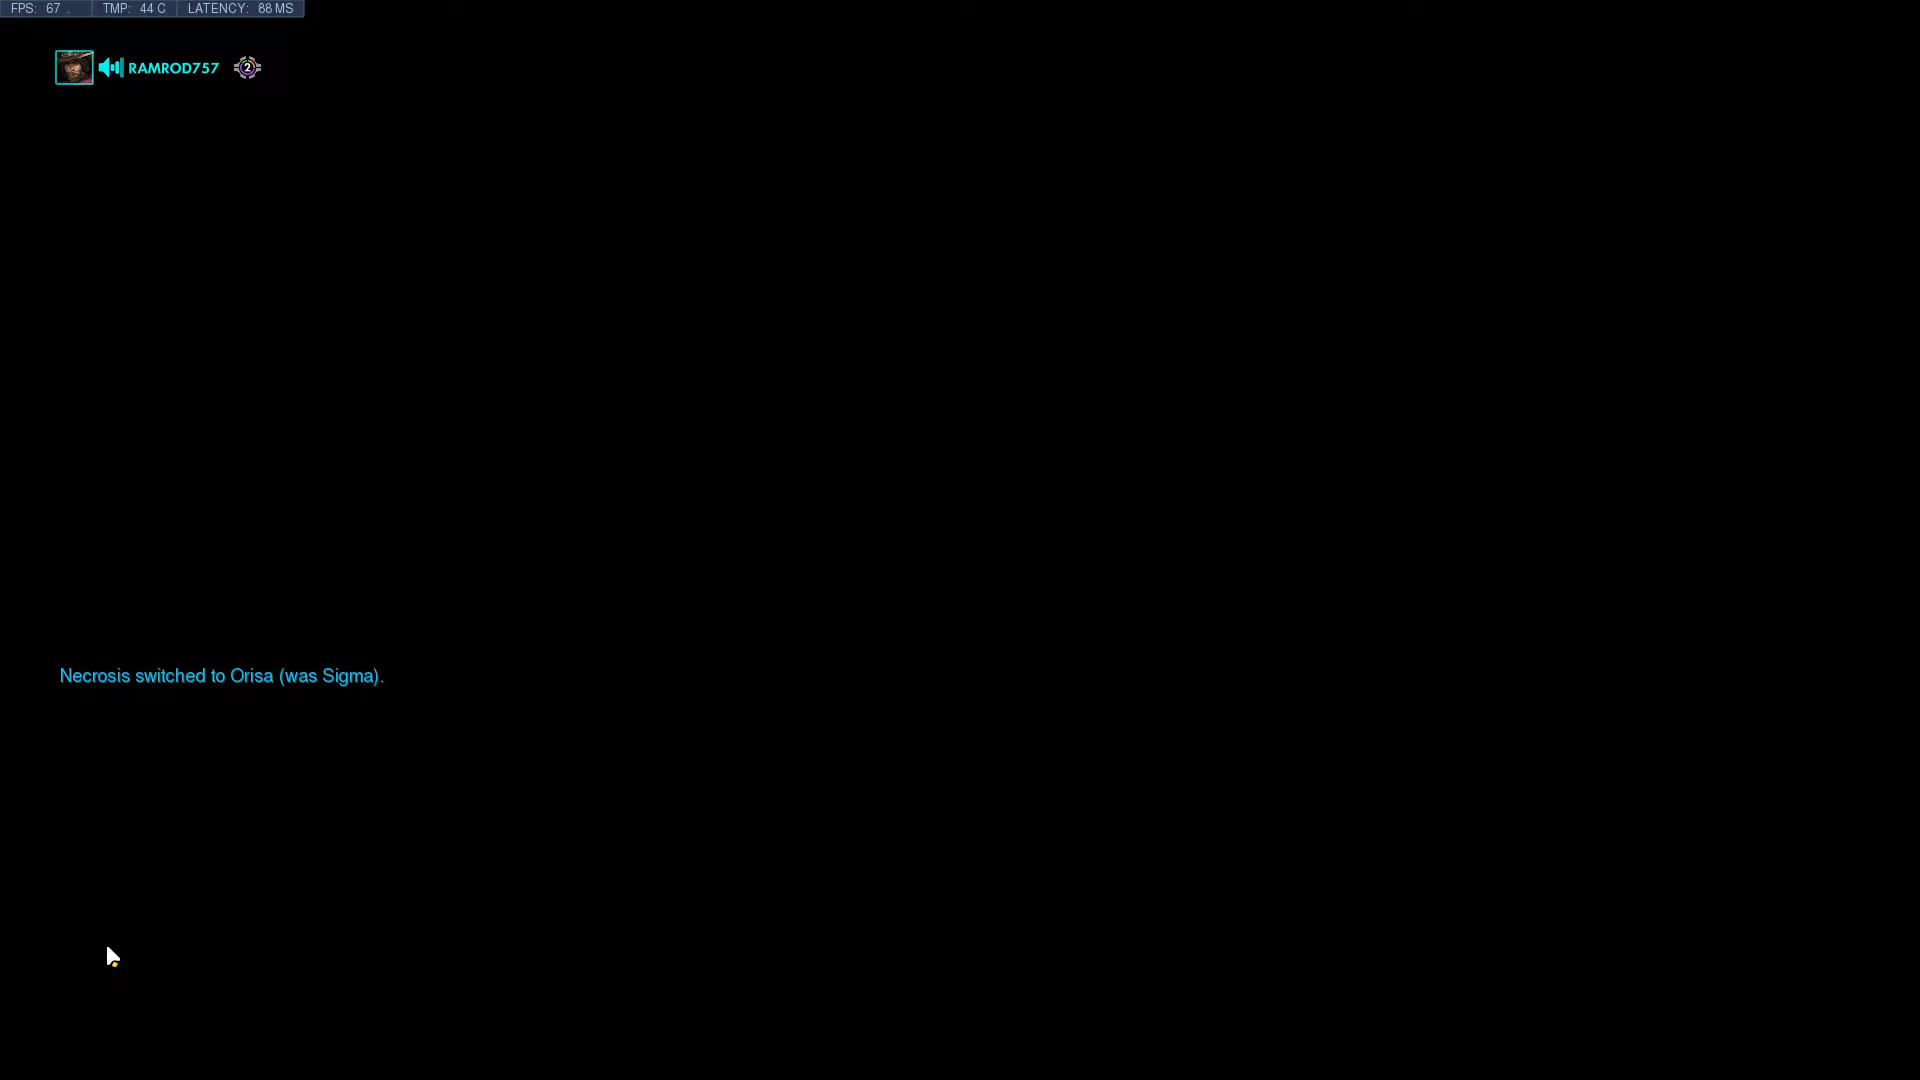 FPS: 67 . TMP: 44 C LATENCY: 88 MS
RAMROD757 2
Necrosis switched to Orisa (was Sigma).